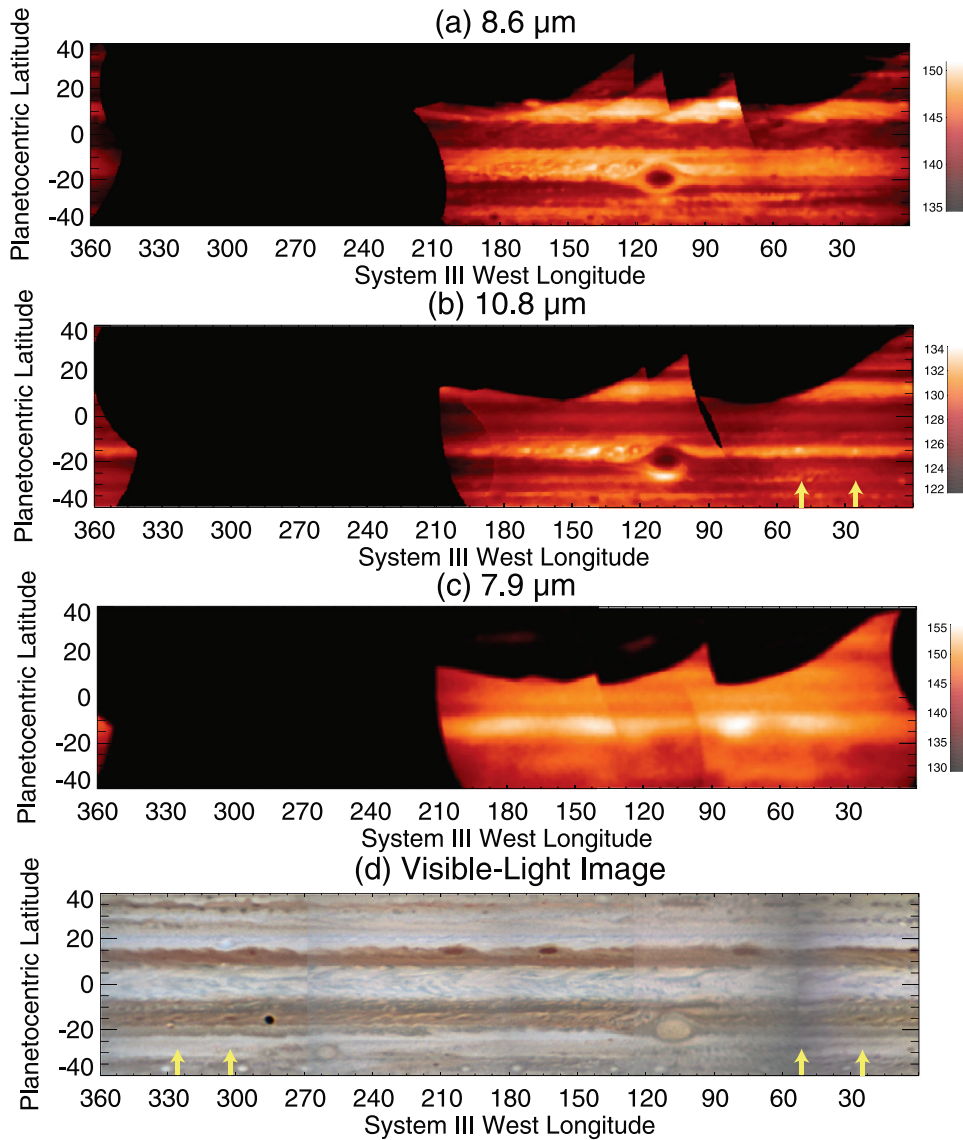 (a) 8.6 µm
Planetocentric Latitude
40
20
0
-20
-40
360 330 300 270 240 210 180 150 120 90 60 30
System III West Longitude
150
145
140
135
(b) 10.8 µm
Planetocentric Latitude
40
20
0
-20
-40
360 330 300 270 240 210 180 150 120 90 60 30
System III West Longitude
134
132
130
128
126
124
122
(c) 7.9 µm
Planetocentric Latitude
40
20
0
-20
-40
360 330 300 270 240 210 180 150 120 90 60 30
System III West Longitude
155
150
145
140
135
130
(d) Visible-Light Image
Planetocentric Latitude
40
20
0
-20
-40
360 330 300 270 240 210 180 150 120 90 60 30
System III West Longitude